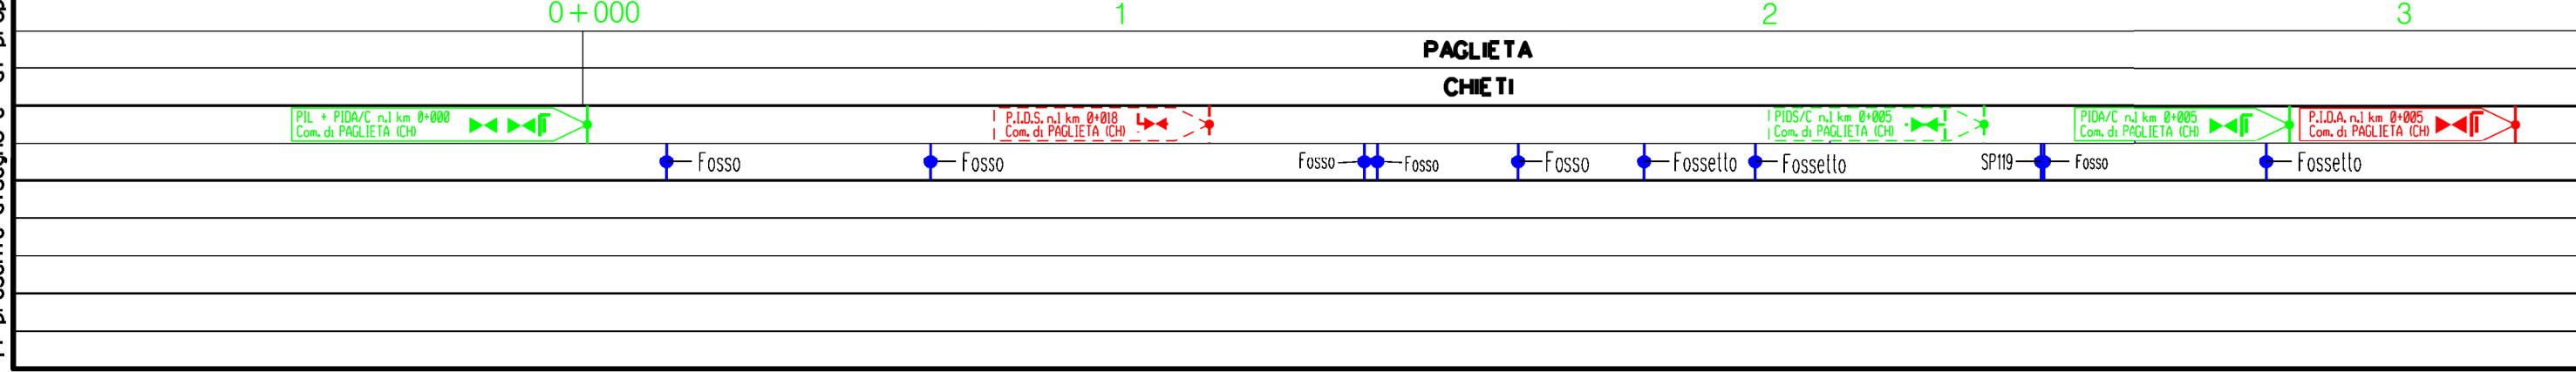 0+000 1 2 3
PAGLIETA
CHIETI
PIL + PIDA/C n.1 km 0+000
Com. di PAGLIETA (CH)
P.I.D.S. n.1 km 0+018
Com. di PAGLIETA (CH)
PIDS/C n.1 km 0+005
Com. di PAGLIETA (CH)
PIDA/C n.1 km 0+005
Com. di PAGLIETA (CH)
P.I.D.A. n.1 km 0+005
Com. di PAGLIETA (CH)
Fosso Fosso Fosso Fosso Fosso Fossetto Fossetto SP119 Fosso Fossetto